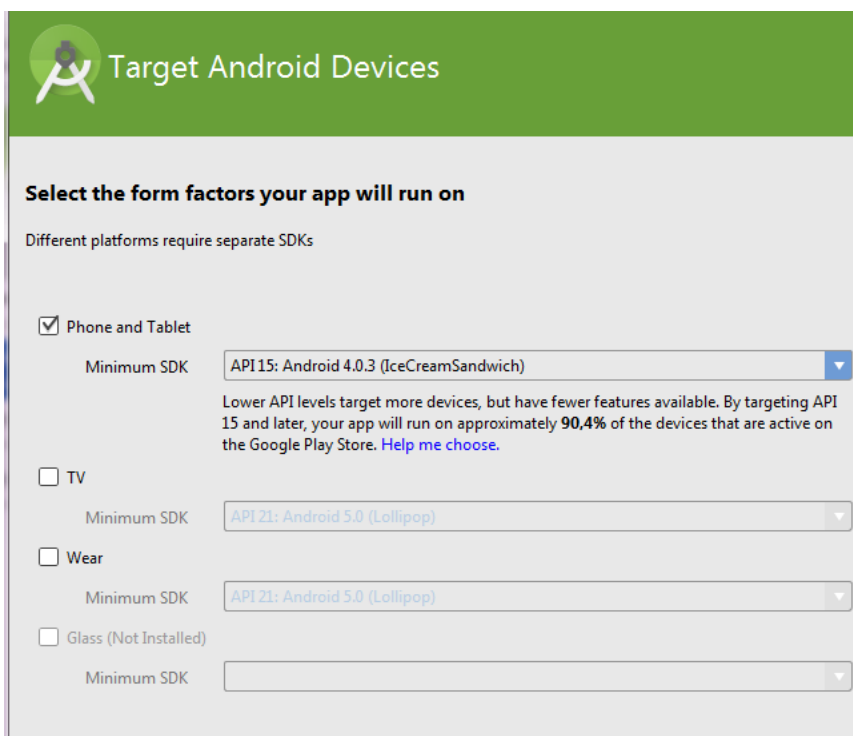 Target Android Devices
Select the form factors your app will run on
Different platforms require separate SDKs
Phone and Tablet
Minimum SDK
API 15: Android 4.0.3 (IceCreamSandwich)
Lower API levels target more devices, but have fewer features available. By targeting API
15 and later, your app will run on approximately 90,4% of the devices that are active on
the Google Play Store. Help me choose.
TV
Minimum SDK
API 21: Android 5.0 (Lollipop)
Wear
Minimum SDK
API 21: Android 5.0 (Lollipop)
Glass (Not Installed)
Minimum SDK